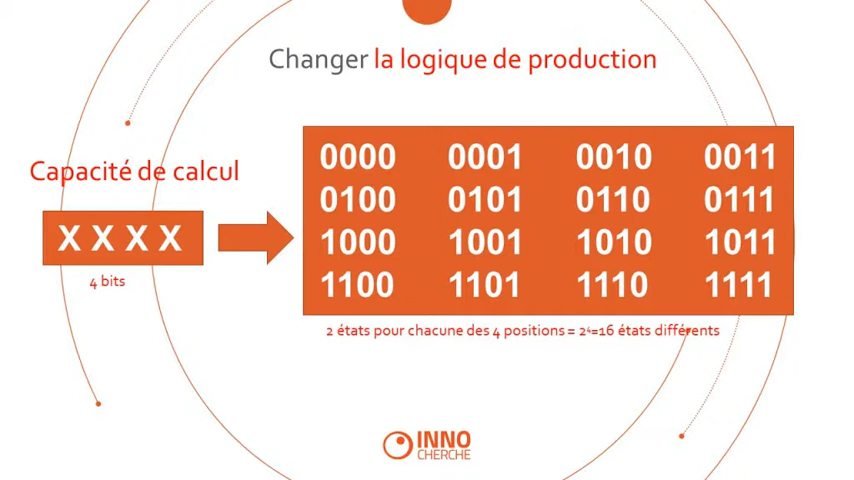 Changer la logique de production
Capacité de calcul
X X X X
4 bits
0000 0001 0010 0011
0100 0101 0110 0111
1000 1001 1010 1011
1100 1101 1110 1111
2 états pour chacune des 4 positions = 2⁴=16 états différents
INNO
CHERCHE